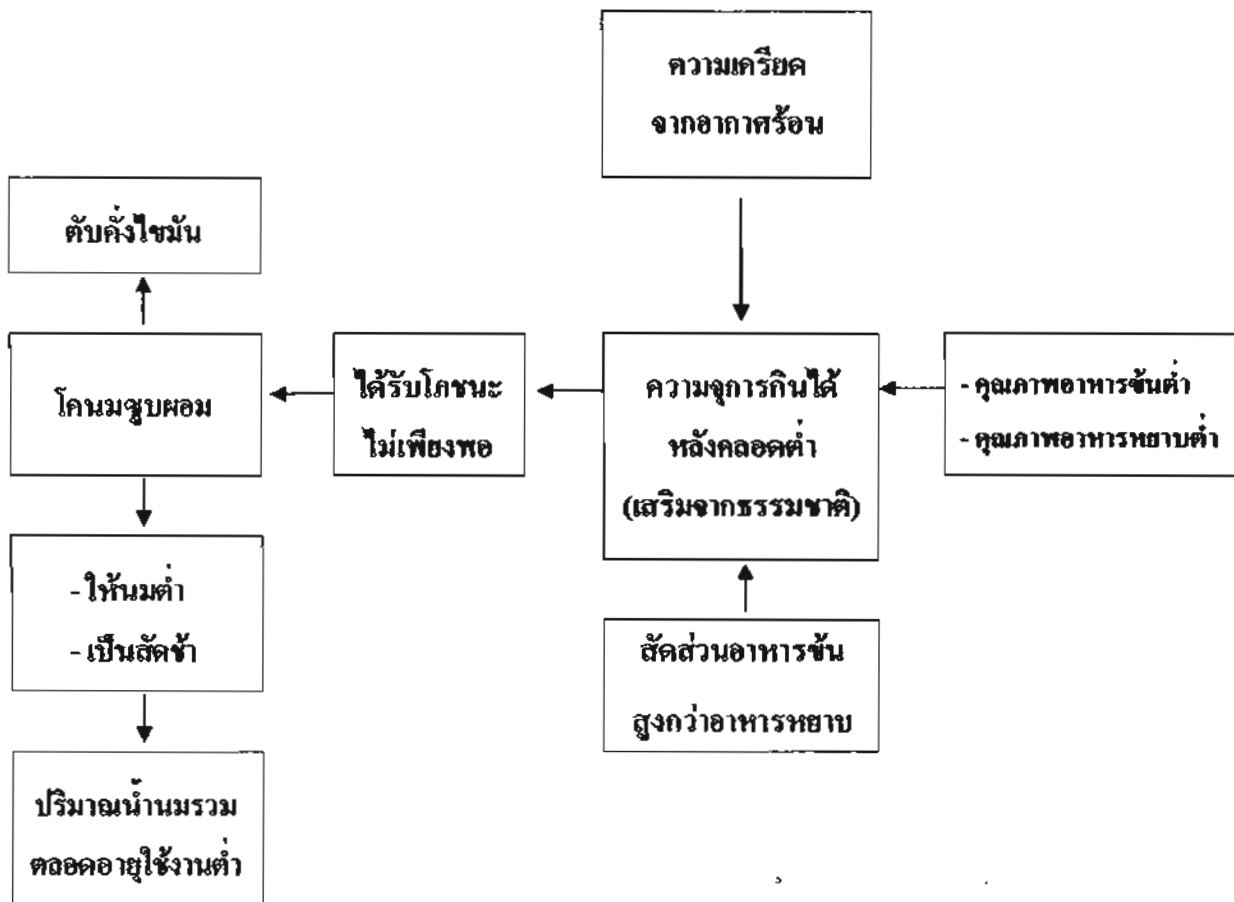 ความเครียด
จากอากาศร้อน
ตับคั่งไขมัน
โคนมซูบผอม
ได้รับโภชนะ
ไม่เพียงพอ
ความจุการกินได้
หลังคลอดต่ำ
(เสริมจากธรรมชาติ)
- คุณภาพอาหารข้นต่ำ
- คุณภาพอาหารหยาบต่ำ
- ให้นมต่ำ
- เป็นสัดช้า
สัดส่วนอาหารข้น
สูงกว่าอาหารหยาบ
ปริมาณน้ำนมรวม
ตลอดอายุใช้งานต่ำ